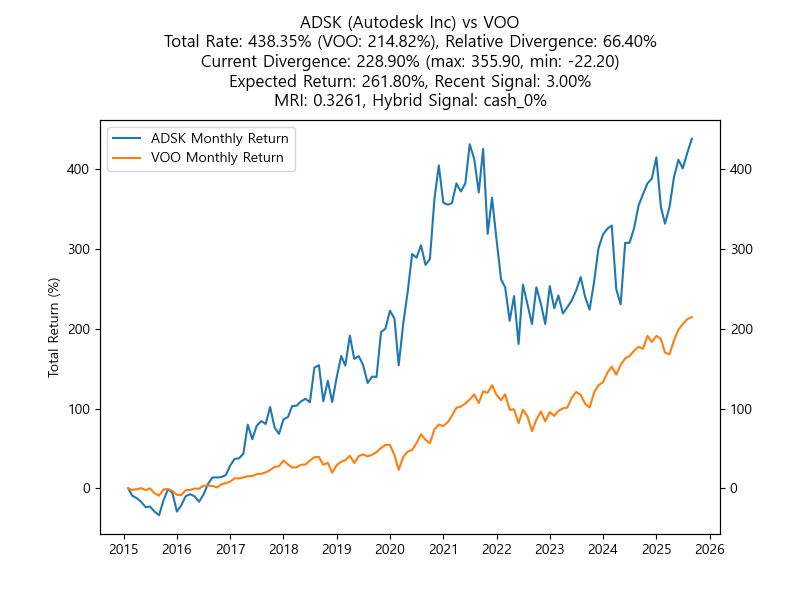 ADSK (Autodesk Inc) vs VOO
Total Rate: 438.35% (VOO: 214.82%), Relative Divergence: 66.40%
Current Divergence: 228.90% (max: 355.90, min: -22.20)
Expected Return: 261.80%, Recent Signal: 3.00%
MRI: 0.3261, Hybrid Signal: cash_0%
ADSK Monthly Return
VOO Monthly Return
Total Return (%)
400
300
200
100
0
400
300
200
100
0
2015 2016 2017 2018 2019 2020 2021 2022 2023 2024 2025 2026